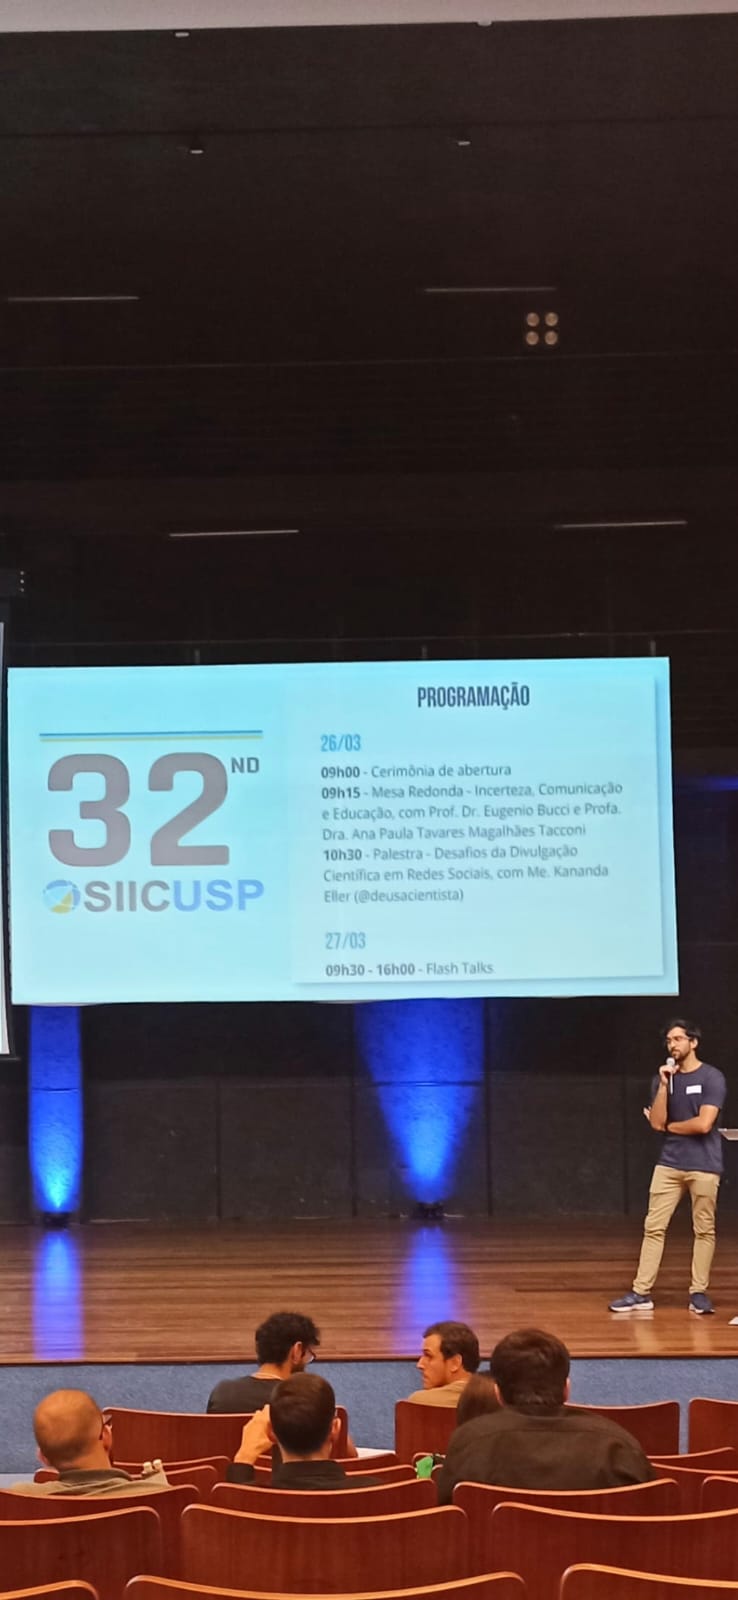 32ND
SIICUSP
PROGRAMAÇÃO
26/03
09h00 - Cerimônia de abertura
09h15 - Mesa Redonda - Incerteza, Comunicação
e Educação, com Prof. Dr. Eugenio Bucci e Profa.
Dra. Ana Paula Tavares Magalhães Tacconi
10h30 - Palestra - Desafios da Divulgação
Científica em Redes Sociais, com Me. Kananda
Eller (@deusacientista)
27/03
09h30 - 16h00 - Flash Talks